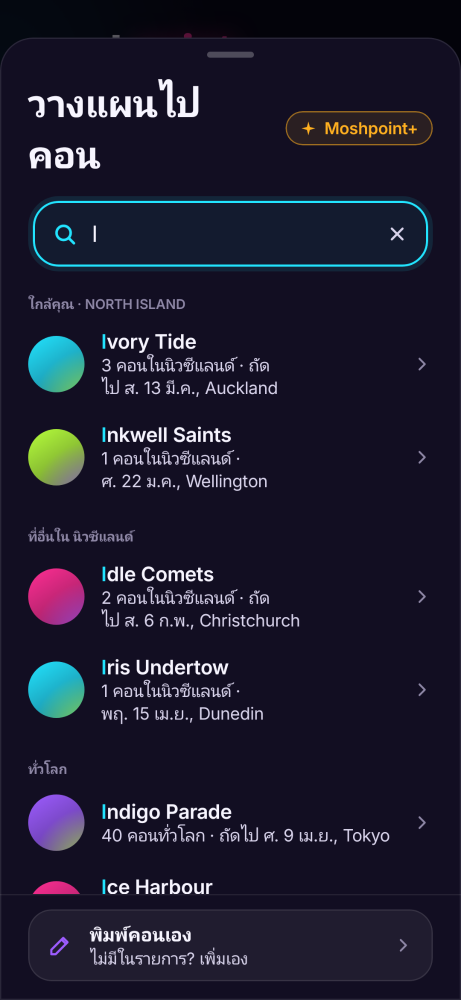 วางแผนไป
คอน
Moshpoint+
I
ใกล้คุณ · NORTH ISLAND
Ivory Tide
3 คอนในนิวซีแลนด์ · ถัด
ไป ส. 13 มี.ค., Auckland
Inkwell Saints
1 คอนในนิวซีแลนด์ ·
ศ. 22 ม.ค., Wellington
ที่อื่นใน นิวซีแลนด์
Idle Comets
2 คอนในนิวซีแลนด์ · ถัด
ไป ส. 6 ก.พ., Christchurch
Iris Undertow
1 คอนในนิวซีแลนด์ ·
พฤ. 15 เม.ย., Dunedin
ทั่วโลก
Indigo Parade
40 คอนทั่วโลก · ถัดไป ศ. 9 เม.ย., Tokyo
Ice Harbour
พิมพ์คอนเอง
ไม่มีในรายการ? เพิ่มเอง